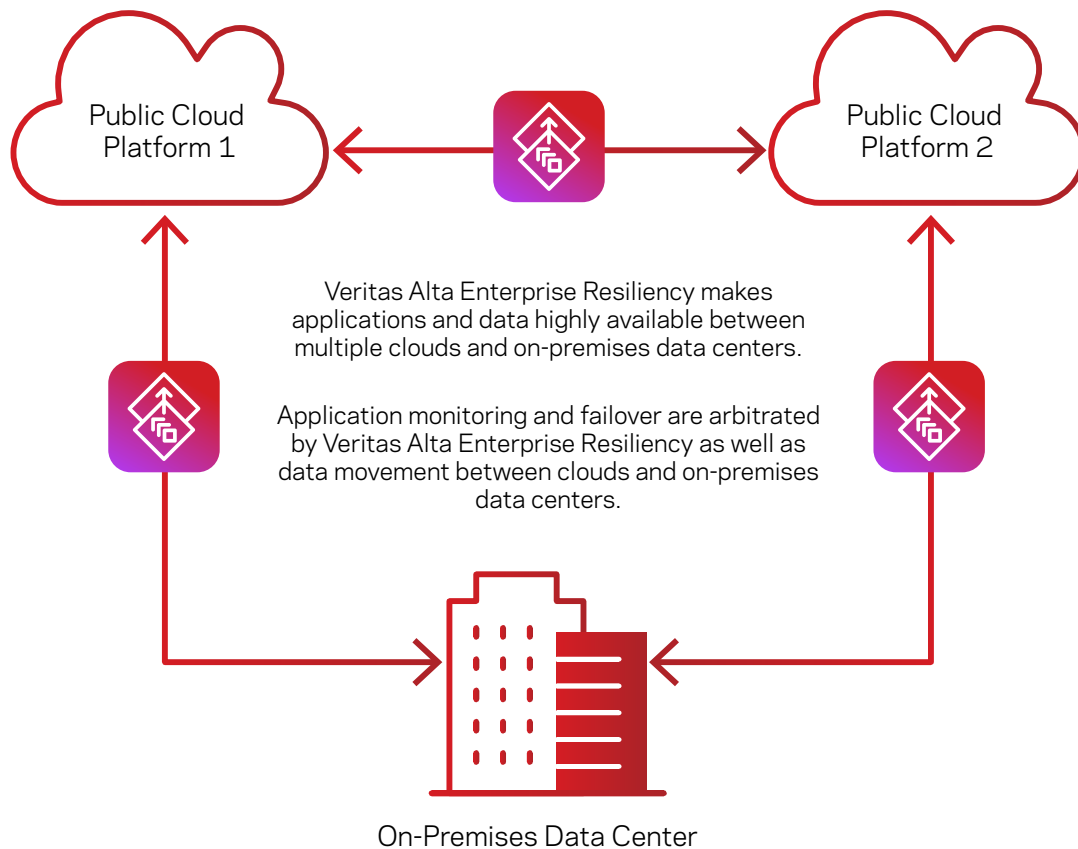 Public Cloud
Platform 1
Public Cloud
Platform 2
Veritas Alta Enterprise Resiliency makes
applications and data highly available between
multiple clouds and on-premises data centers.
Application monitoring and failover are arbitrated
by Veritas Alta Enterprise Resiliency as well as
data movement between clouds and on-premises
data centers.
On-Premises Data Center